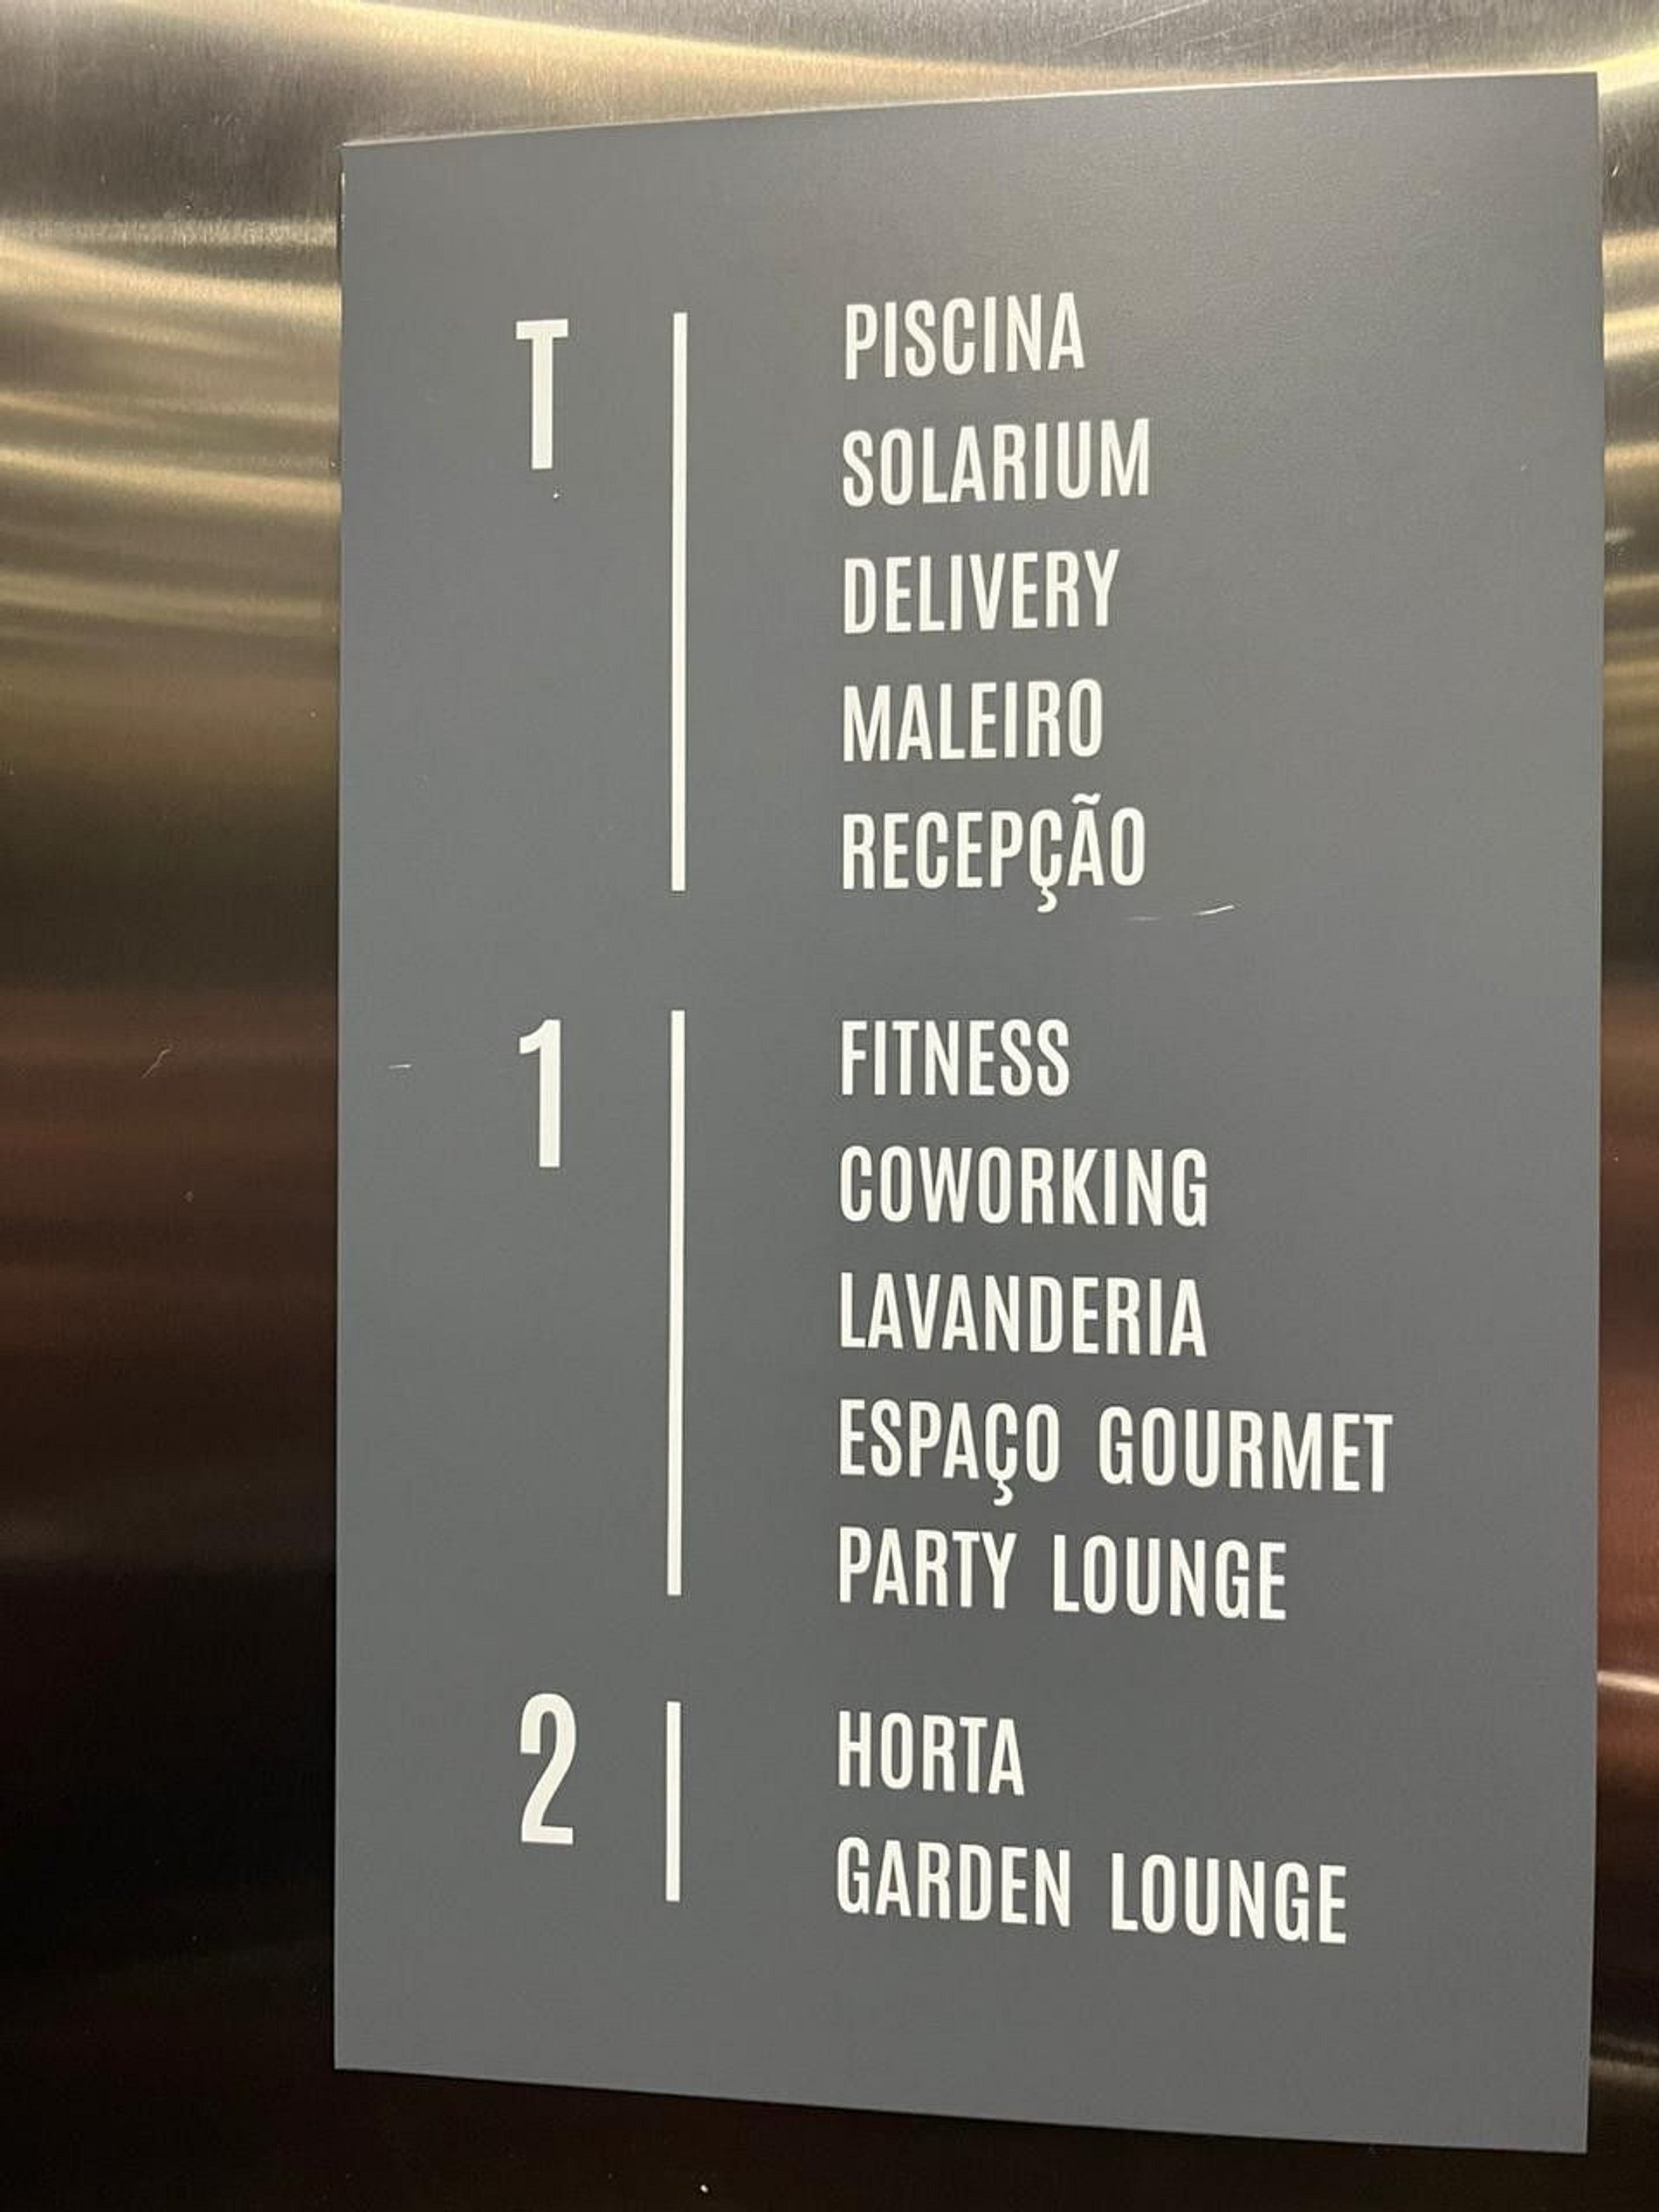 T
PISCINA
SOLARIUM
DELIVERY
MALEIRO
RECEPÇÃO
1
FITNESS
COWORKING
LAVANDERIA
ESPAÇO GOURMET
PARTY LOUNGE
2
HORTA
GARDEN LOUNGE